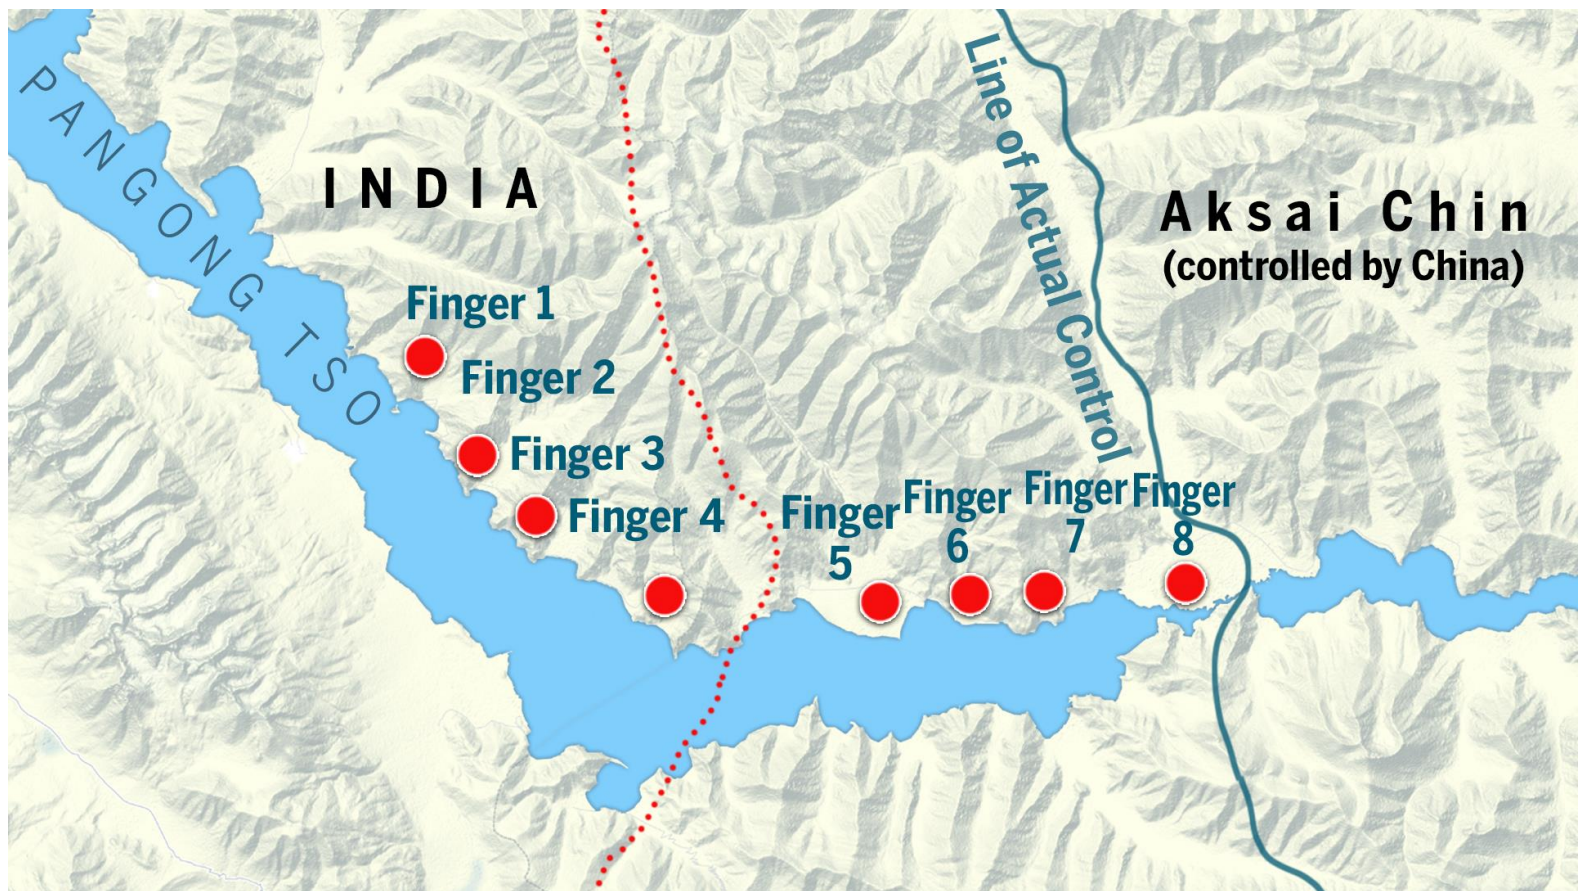 PANGONG TSO
INDIA
Line of Actual Control
Aksai Chin
(controlled by China)
Finger 1
Finger 2
Finger 3
Finger 4
Finger
5
Finger
6
Finger
7
Finger
8